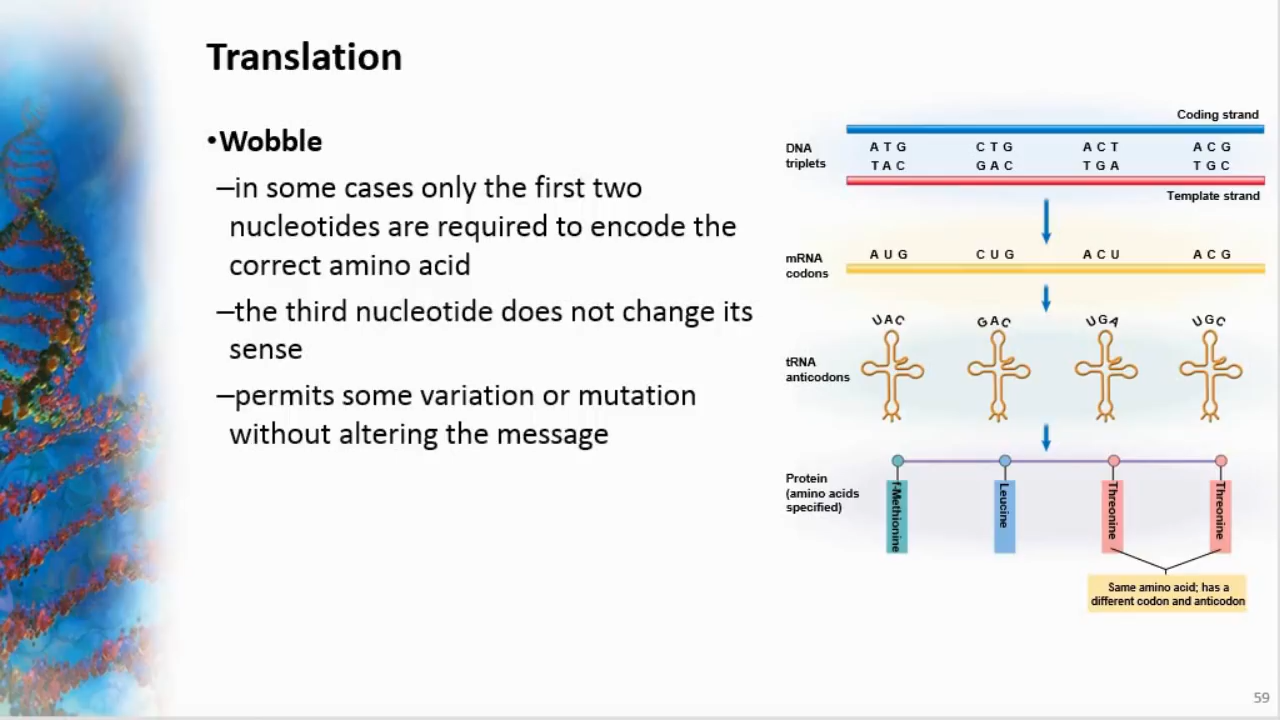 Translation
•Wobble
–in some cases only the first two
nucleotides are required to encode the
correct amino acid
–the third nucleotide does not change its
sense
–permits some variation or mutation
without altering the message
Coding strand
DNA
triplets
A T G C T G A C T A C G
T A C G A C T G A T G C
Template strand
mRNA
codons
A U G C U G A C U A C G
UAC GAC UGA UGC
tRNA
anticodons
Protein
(amino acids
specified)
f-Methionine
Leucine
Threonine
Threonine
Same amino acid; has a
different codon and anticodon
59